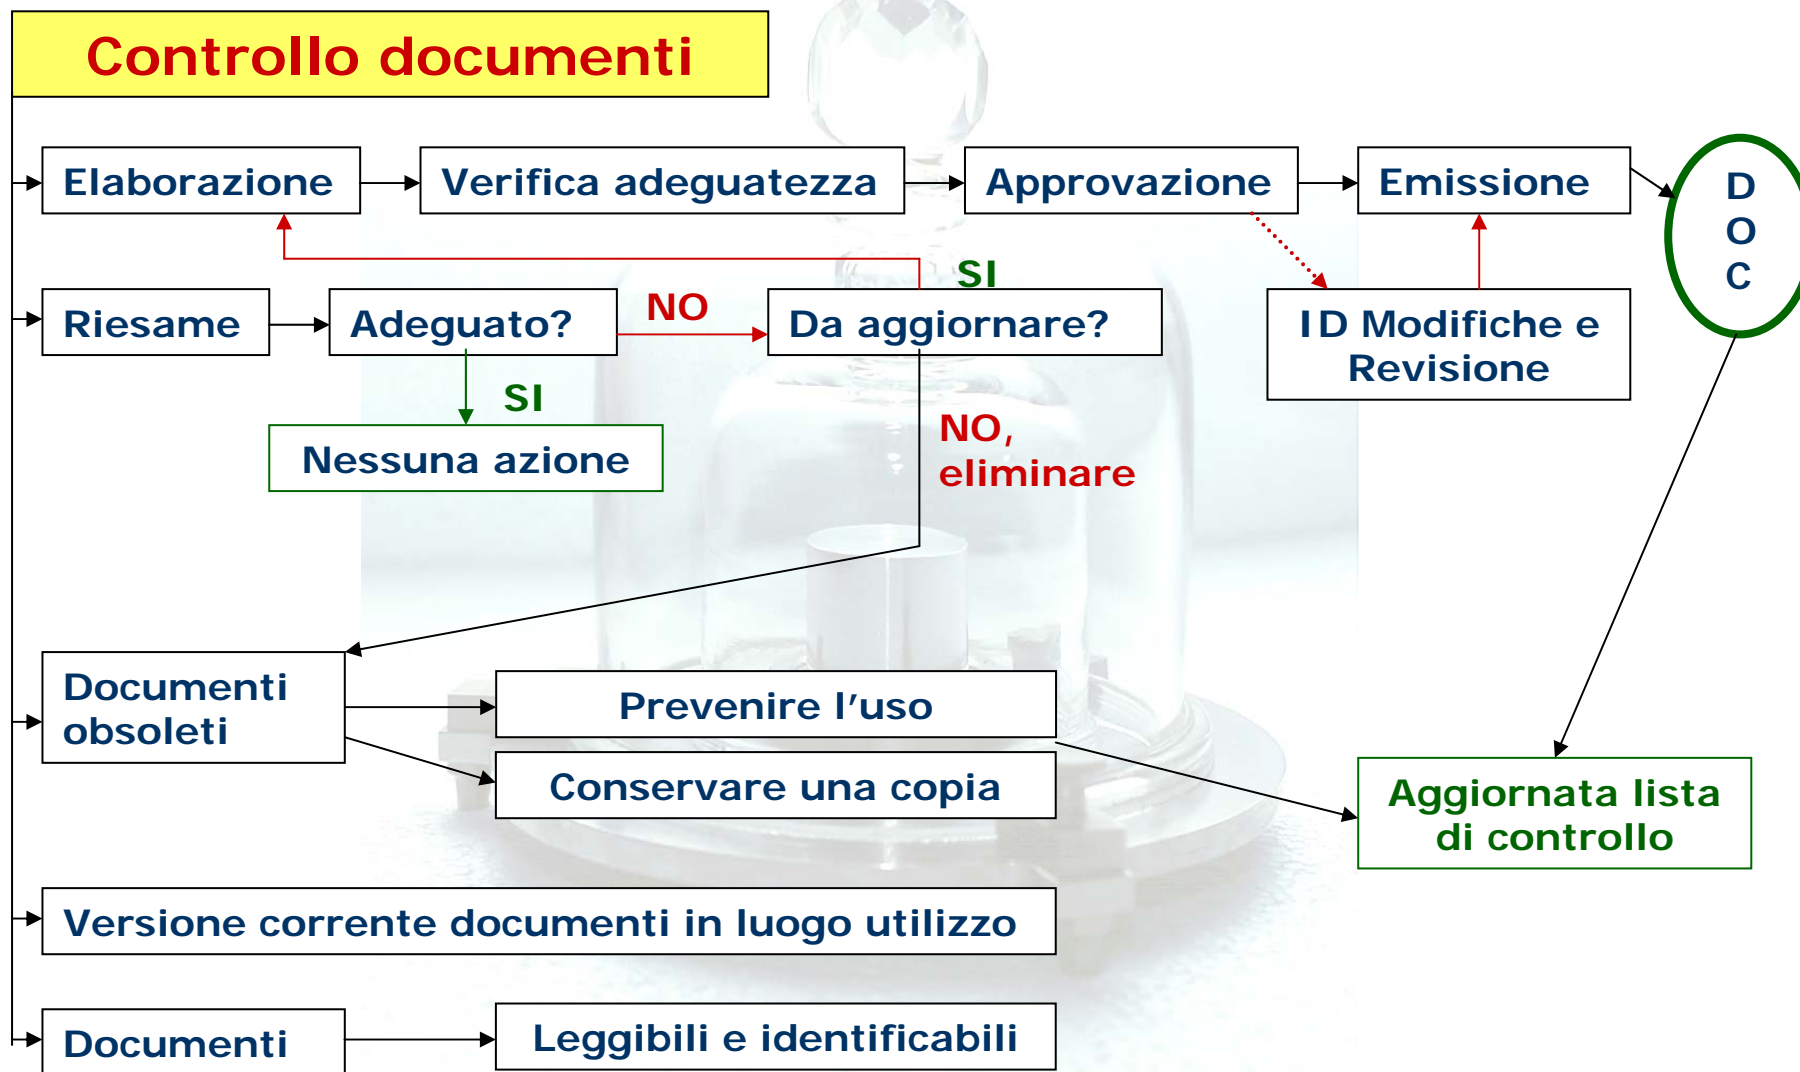 Controllo documenti
Elaborazione
Verifica adeguatezza
Approvazione
Emissione
D
O
C
SI
Riesame
Adeguato?
NO
Da aggiornare?
ID Modifiche e
Revisione
SI
Nessuna azione
NO,
eliminare
Documenti
obsoleti
Prevenire l'uso
Conservare una copia
Aggiornata lista
di controllo
Versione corrente documenti in luogo utilizzo
Documenti
Leggibili e identificabili